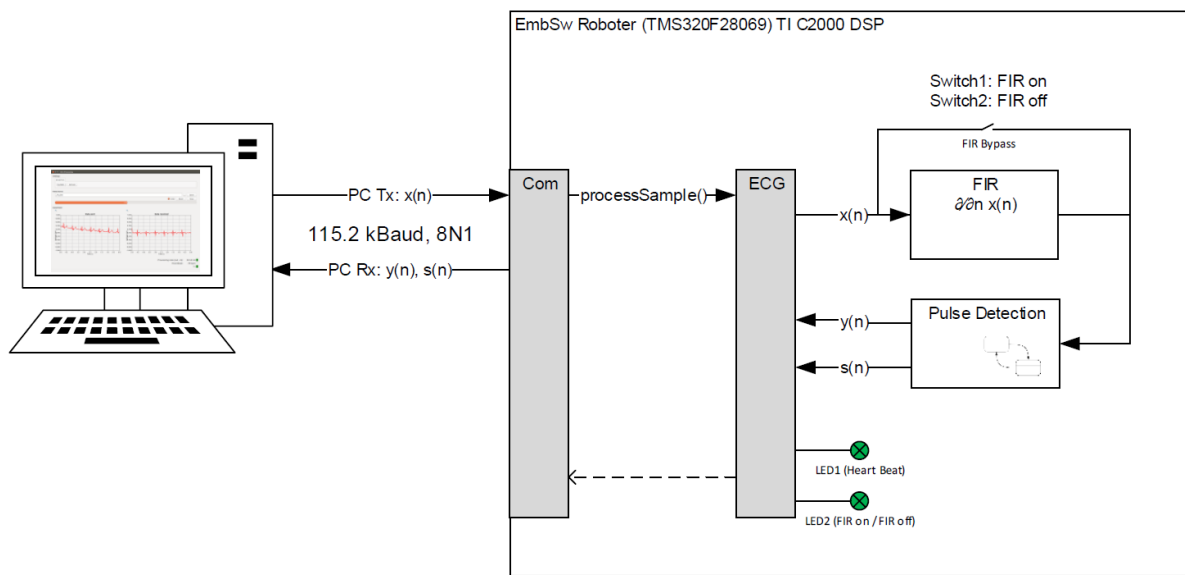 EmbSw Roboter (TMS320F28069) TI C2000 DSP
Switch1: FIR on
Switch2: FIR off
FIR Bypass
Com
processSample()
ECG
x(n)
FIR
∂/∂n x(n)
PC Tx: x(n)
115.2 kBaud, 8N1
PC Rx: y(n), s(n)
y(n)
s(n)
Pulse Detection
LED1 (Heart Beat)
LED2 (FIR on / FIR off)